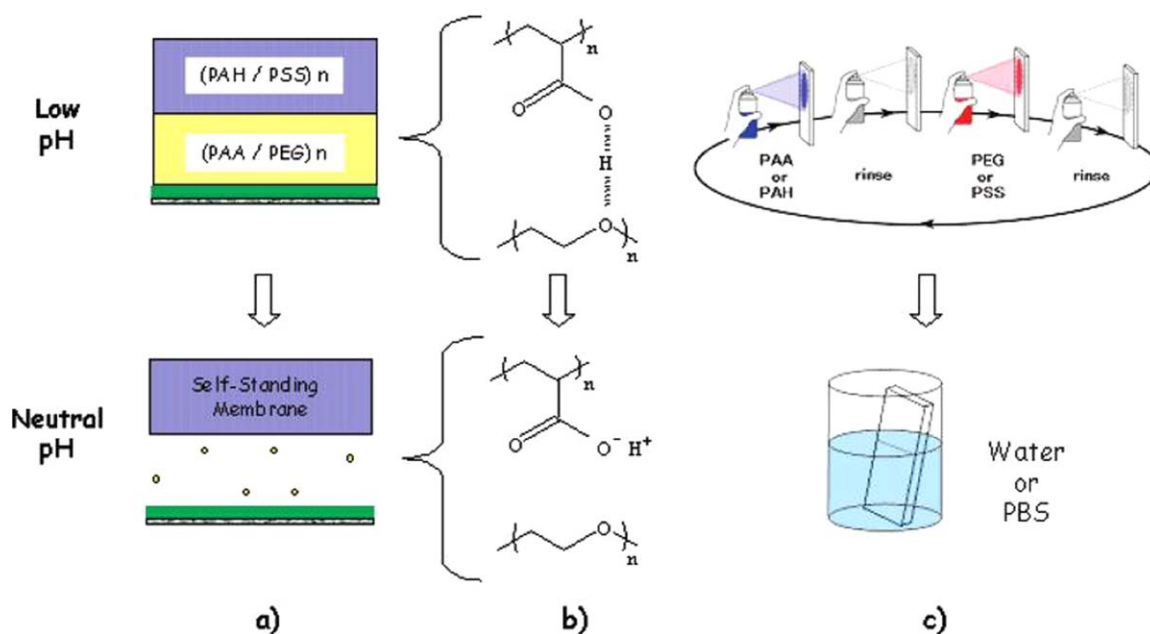 Low
pH
(PAH / PSS) n
(PAA / PEG) n
n
O
O
H
O
n
PAA
or
PAH
rinse
PEG
or
PSS
rinse
Neutral
pH
Self-Standing
Membrane
n
O
O⁻ H⁺
O
n
Water
or
PBS
a)
b)
c)